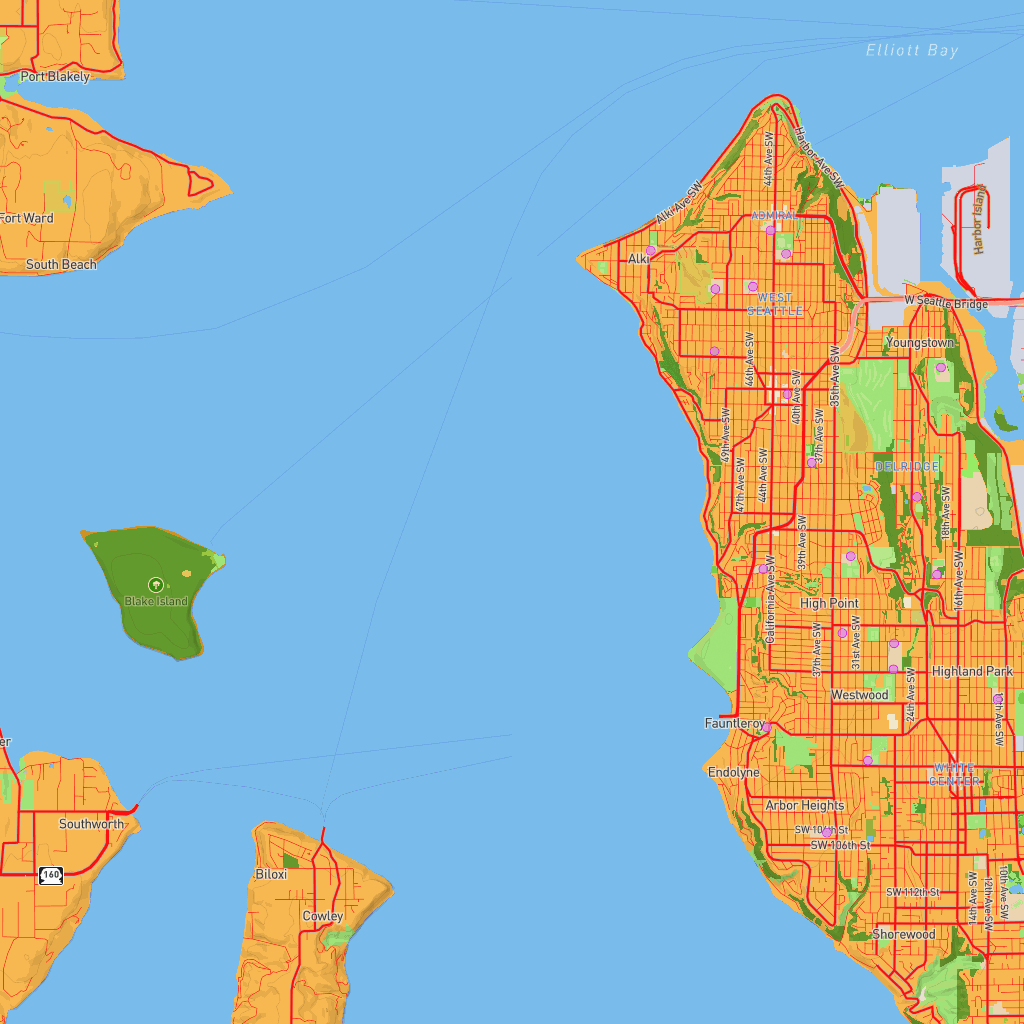 Elliott Bay
Port Blakely
Harbor Ave SW
44th Ave SW
Alki Ave SW
Fort Ward
ADMIRAL
Harbor Island
South Beach
Alki
WEST
SEATTLE
W Seattle Bridge
Youngstown
46th Ave SW
35th Ave SW
40th Ave SW
49th Ave SW
37th Ave SW
DELRIDGE
47th Ave SW
44th Ave SW
18th Ave SW
39th Ave SW
16th Ave SW
Blake Island
California Ave SW
High Point
37th Ave SW
31st Ave SW
Highland Park
24th Ave SW
Westwood
Ave SW
Fauntleroy
er
Endolyne
WHITE
CENTER
Arbor Heights
Southworth
SW 104th St
SW 106th St
160
Biloxi
SW 112th St
14th Ave SW
12th Ave SW
10th Ave SW
Cowley
Shorewood